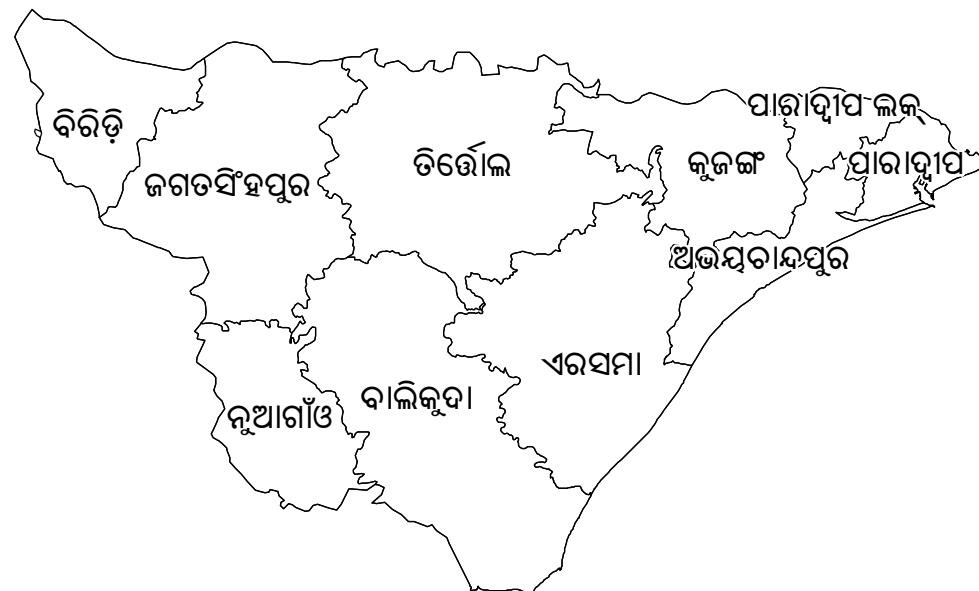 ପାରାଦ୍ୱୀପ ଲକ୍
ବିରିଡ଼ି
ତିର୍ତ୍ତୋଲ
କୁଜଙ୍ଗ
ପାରାଦ୍ୱୀପ
ଜଗତସିଂହପୁର
ଅଭୟଚାନ୍ଦପୁର
ଏରସମା
ବାଲିକୁଦା
ନୁଆଗାଁଓ